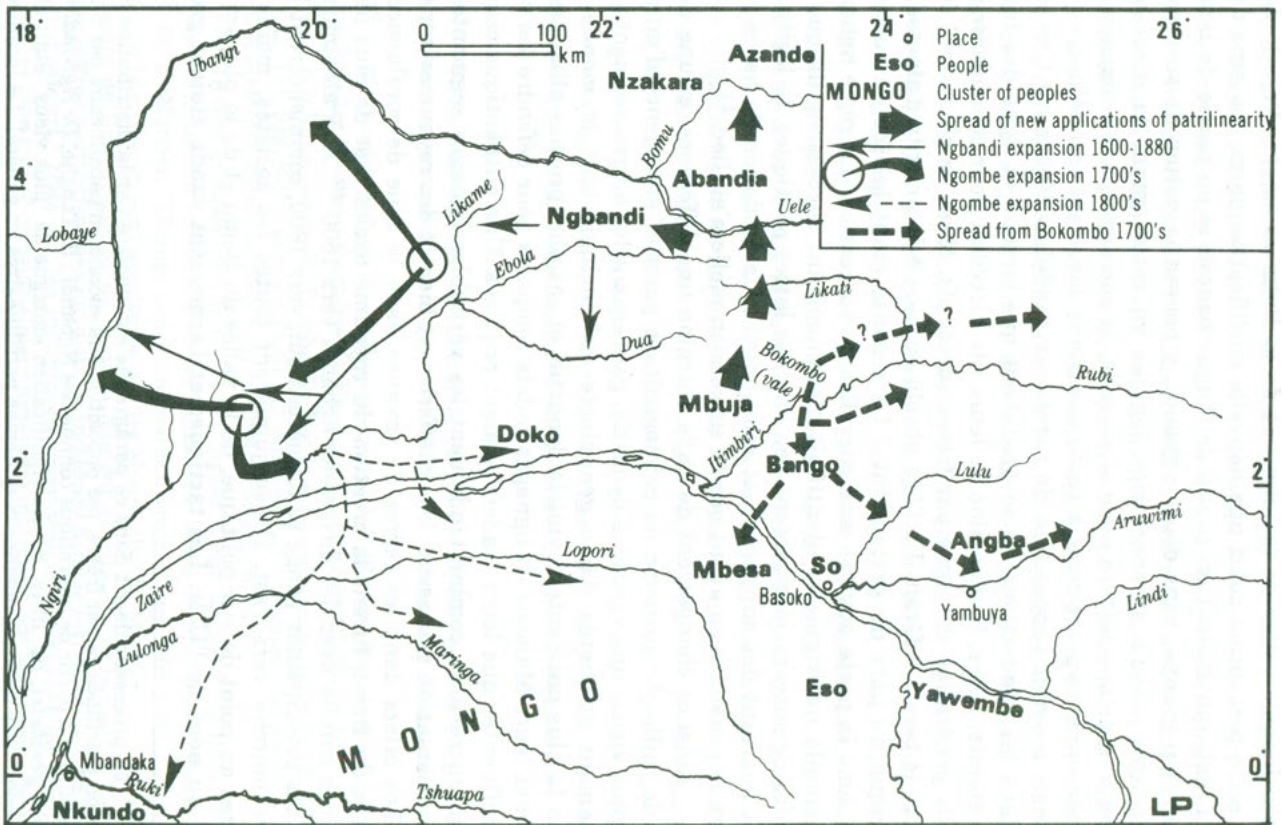 18
20
22
24
26
0 100
km
Place
Eso People
MONGO Cluster of peoples
Spread of new applications of patrilinearity
Ngbandi expansion 1600-1880
Ngombe expansion 1700's
Ngombe expansion 1800's
Spread from Bokombo 1700's
Ubangi
Azande
Nzakara
Bomu
4
Abandia
Likame
Ngbandi
Uele
Lobaye
Ebola
Likati
Dua
Bokombo
(vale)
? ?
Rubi
Mbuja
Itimbiri
Doko
2
Bango
Lulu
2
Aruwimi
Angba
Lopori
Mbesa
So
Basoko
Yambuya
Lindi
Ngiri
Zaire
Lulonga
Maringa
Eso
Yawembe
MONGO
0
Mbandaka
Ruki
0
Nkundo
Tshuapa
LP